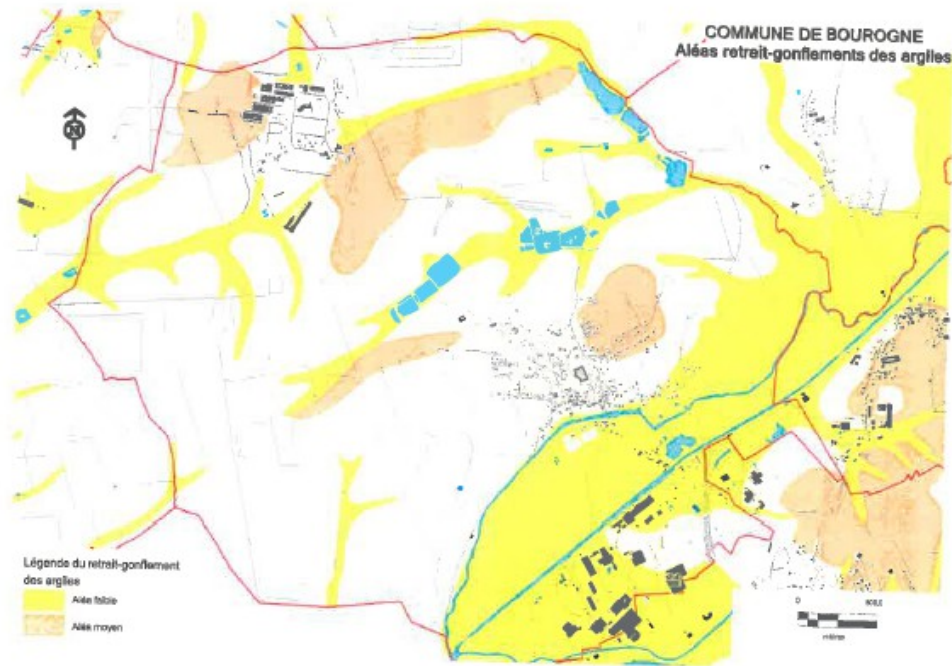 COMMUNE DE BOUROGNE
Aléas retrait-gonflements des argiles
N
Légende du retrait-gonflement
des argiles
Aléa faible
Aléa moyen
0
mètres